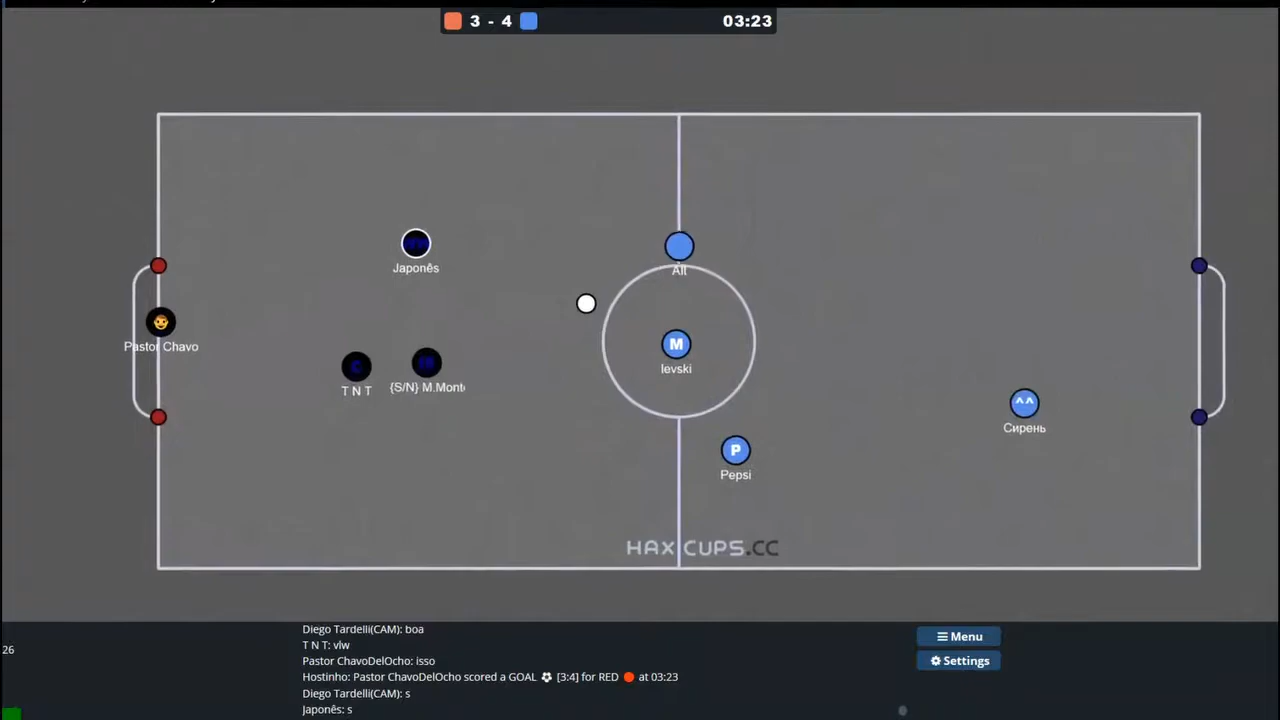 3 - 4 03:23
Japonês
All
Pastor Chavo
M
levski
T N T
{S/N} M.Mont
^^
Сирень
P
Pepsi
HAXCUPS.CC
Diego Tardelli(CAM): boa
T N T: vlw
26
Pastor ChavoDelOcho: isso
Hostinho: Pastor ChavoDelOcho scored a GOAL ⚽ [3:4] for RED 🔴 at 03:23
Diego Tardelli(CAM): s
Japonês: s
Menu
Settings